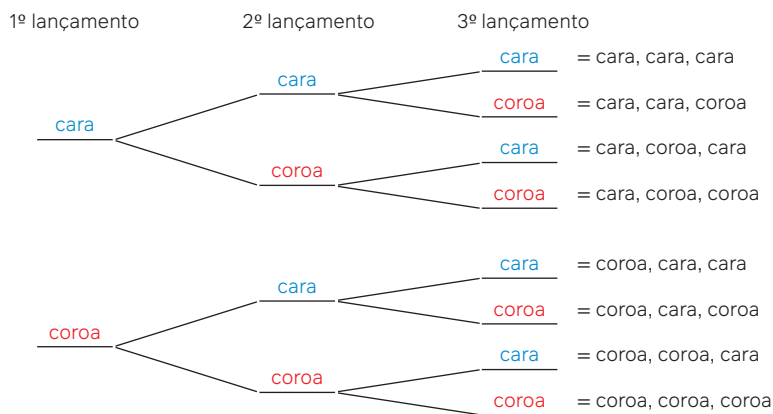 1º lançamento 2º lançamento 3º lançamento
cara = cara, cara, cara
cara
coroa = cara, cara, coroa
cara
cara = cara, coroa, cara
coroa
coroa = cara, coroa, coroa
cara = coroa, cara, cara
cara
coroa = coroa, cara, coroa
coroa
cara = coroa, coroa, cara
coroa
coroa = coroa, coroa, coroa